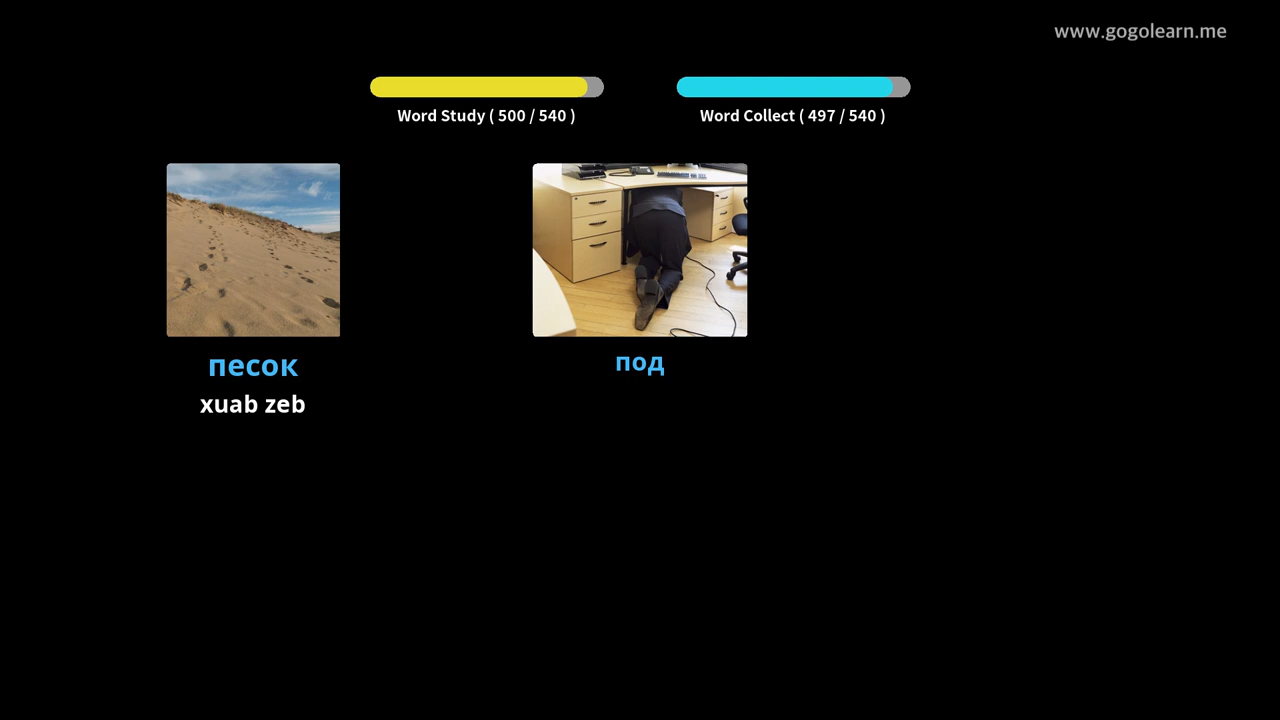 www.gogolearn.me
Word Study ( 500 / 540 )
Word Collect ( 497 / 540 )
песок
xuab zeb
под